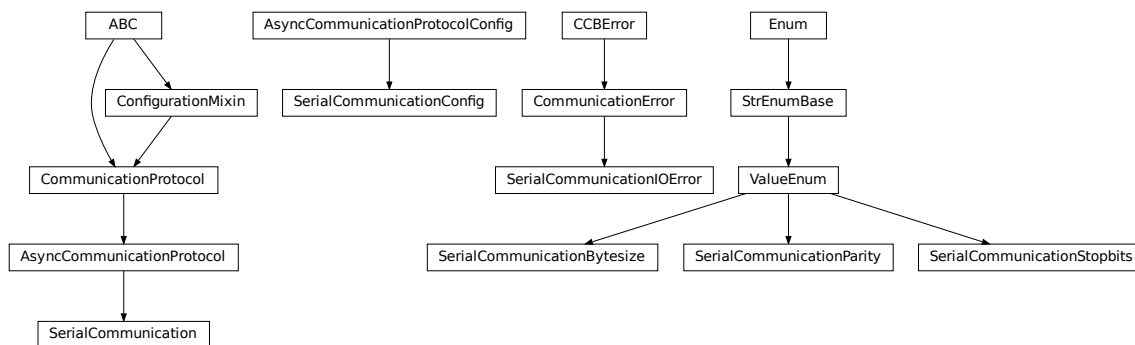 ABC
AsyncCommunicationProtocolConfig
CCBError
Enum
ConfigurationMixin
SerialCommunicationConfig
CommunicationError
StrEnumBase
CommunicationProtocol
SerialCommunicationIOError
ValueEnum
AsyncCommunicationProtocol
SerialCommunicationBytesize
SerialCommunicationParity
SerialCommunicationStopbits
SerialCommunication